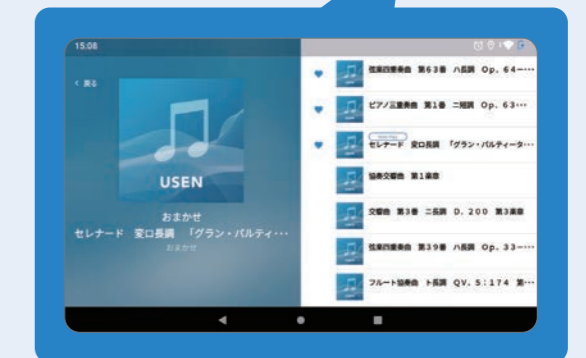 15:08
< 戻る
USEN
おまかせ
セレナード 変ロ長調 「グラン・パルティ・・・
おまかせ
弦楽四重奏曲 第63番 ハ長調 Op. 64−・・・
ピアノ三重奏曲 第1番 ニ短調 Op. 63・・・
セレナード 変ロ長調 「グラン・パルティータ・・・
協奏交響曲 第1楽章
交響曲 第3番 ニ長調 D. 200 第3楽章
弦楽四重奏曲 第39番 ハ長調 Op. 33−・・・
フルート協奏曲 ト長調 QV. 5:174 第・・・